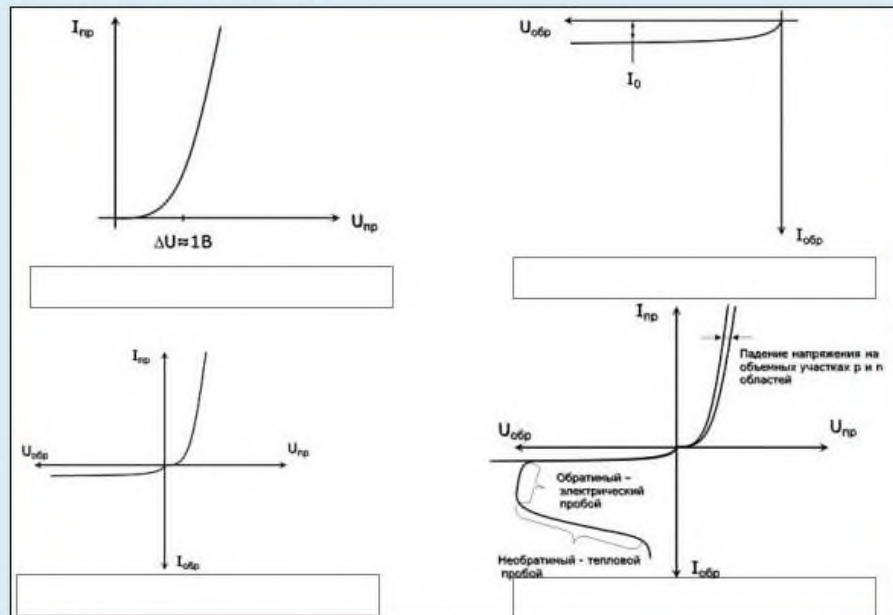 Iпр
Uпр
ΔU≈1В
Uобр
I₀
Iобр
Iпр
Uобр
Uпр
Iобр
Iпр
Падение напряжения на
объемных участках p и n
областей
Uобр
Uпр
Обратимый –
электрический
пробой
Необратимый - тепловой
пробой
Iобр